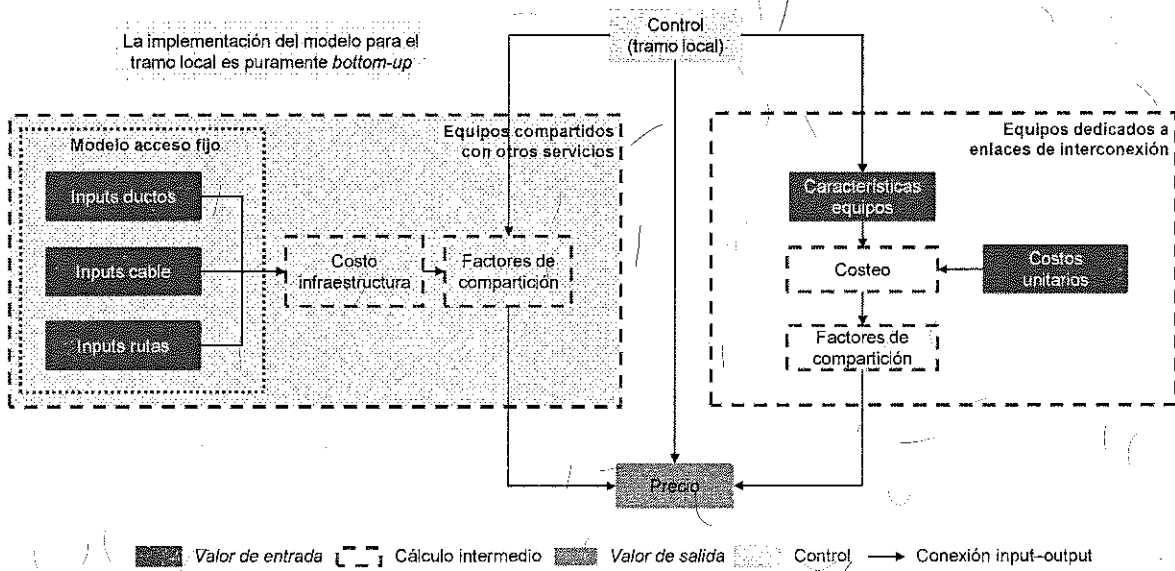 La implementación del modelo para el
tramo local es puramente bottom-up
Control
(tramo local)
Equipos compartidos
con otros servicios
Modelo acceso fijo
Inputs ductos
Inputs cable
Inputs rutas
Costo
infraestructura
Factores de
compartición
Equipos dedicados a
enlaces de interconexión
Características
equipos
Costeo
Costos
unitarios
Factores de
compartición
Precio
Valor de entrada
Cálculo intermedio
Valor de salida
Control
Conexión input–output